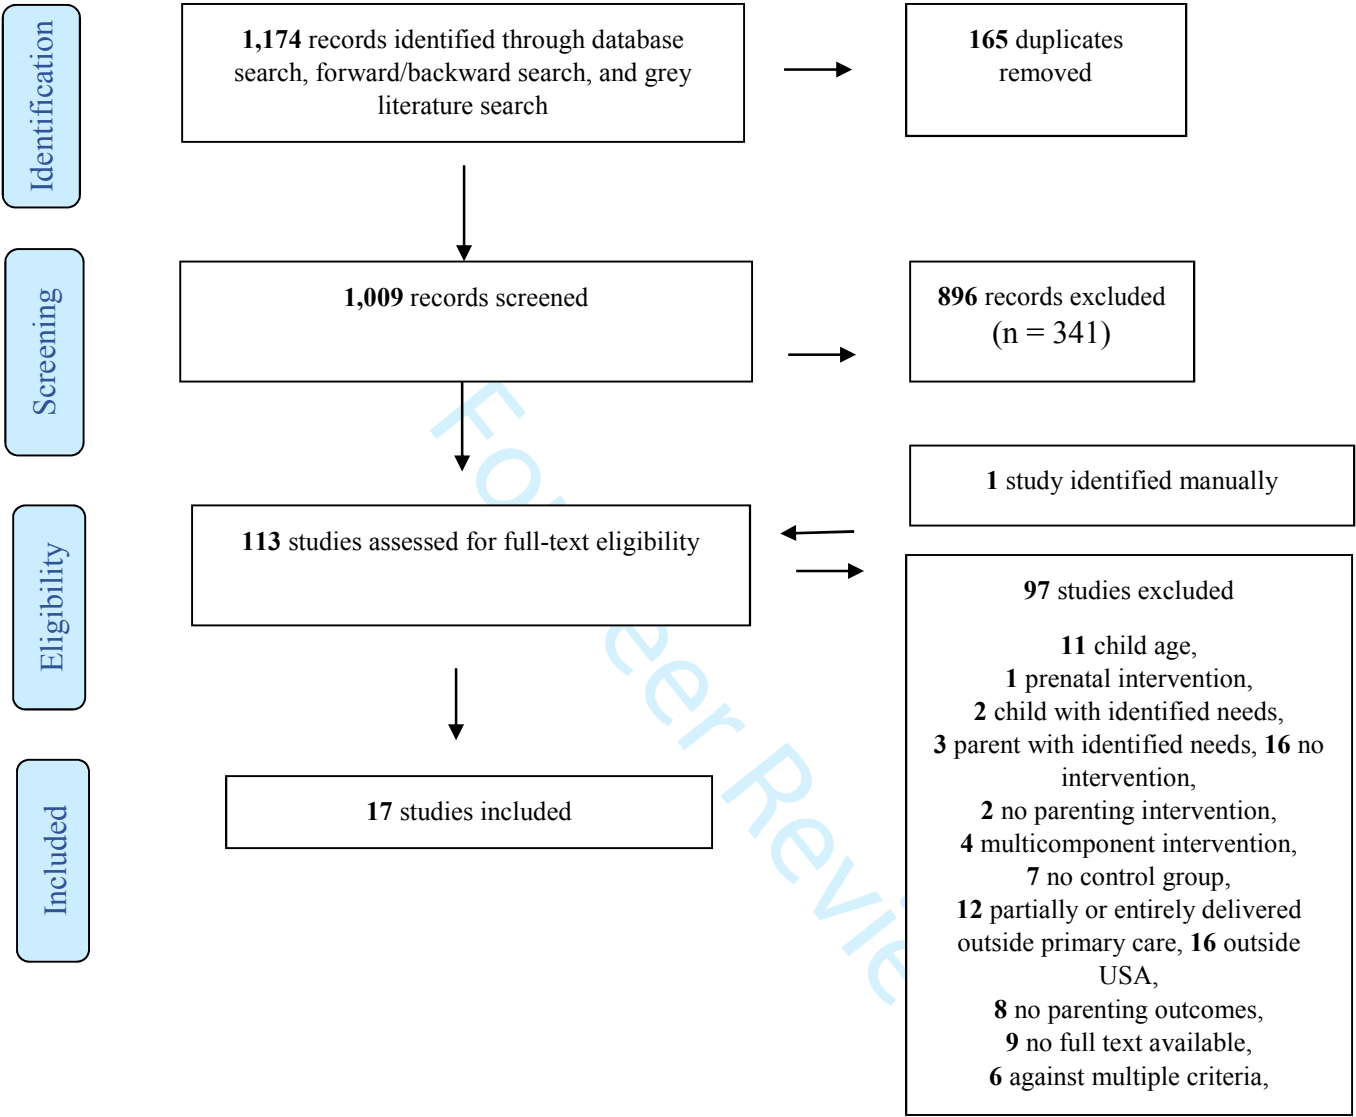 Identification
1,174 records identified through database
search, forward/backward search, and grey
literature search
165 duplicates
removed
Screening
1,009 records screened
896 records excluded
(n = 341)
1 study identified manually
Eligibility
113 studies assessed for full-text eligibility
97 studies excluded
11 child age,
1 prenatal intervention,
2 child with identified needs,
3 parent with identified needs, 16 no
intervention,
2 no parenting intervention,
4 multicomponent intervention,
7 no control group,
12 partially or entirely delivered
outside primary care, 16 outside
USA,
8 no parenting outcomes,
9 no full text available,
6 against multiple criteria,
Included
17 studies included